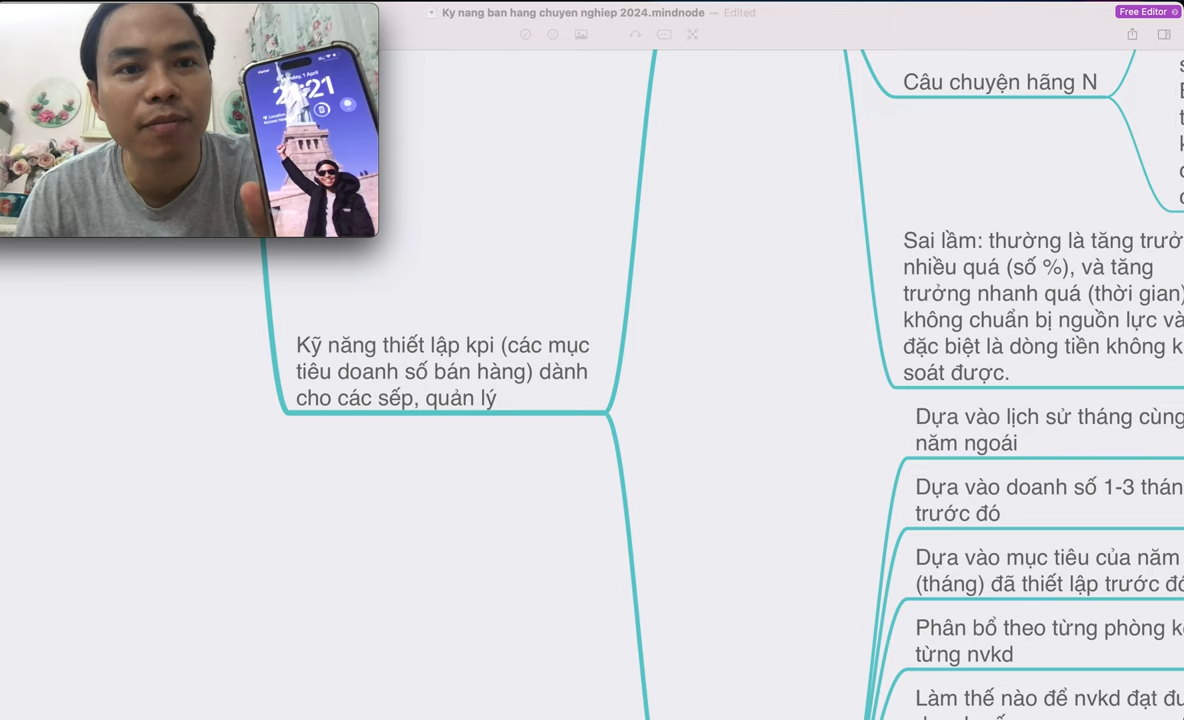 Ky nang ban hang chuyen nghiep 2024.mindnode — Edited
Free Editor
Monday, 1 April
Câu chuyện hãng N
Sai lầm: thường là tăng trưở
nhiều quá (số %), và tăng
trưởng nhanh quá (thời gian)
không chuẩn bị nguồn lực và
đặc biệt là dòng tiền không k
soát được.
Kỹ năng thiết lập kpi (các mục
tiêu doanh số bán hàng) dành
cho các sếp, quản lý
Dựa vào lịch sử tháng cùng
năm ngoái
Dựa vào doanh số 1-3 thán
trước đó
Dựa vào mục tiêu của năm
(tháng) đã thiết lập trước đó
Phân bổ theo từng phòng k
từng nvkd
Làm thế nào để nvkd đạt đư